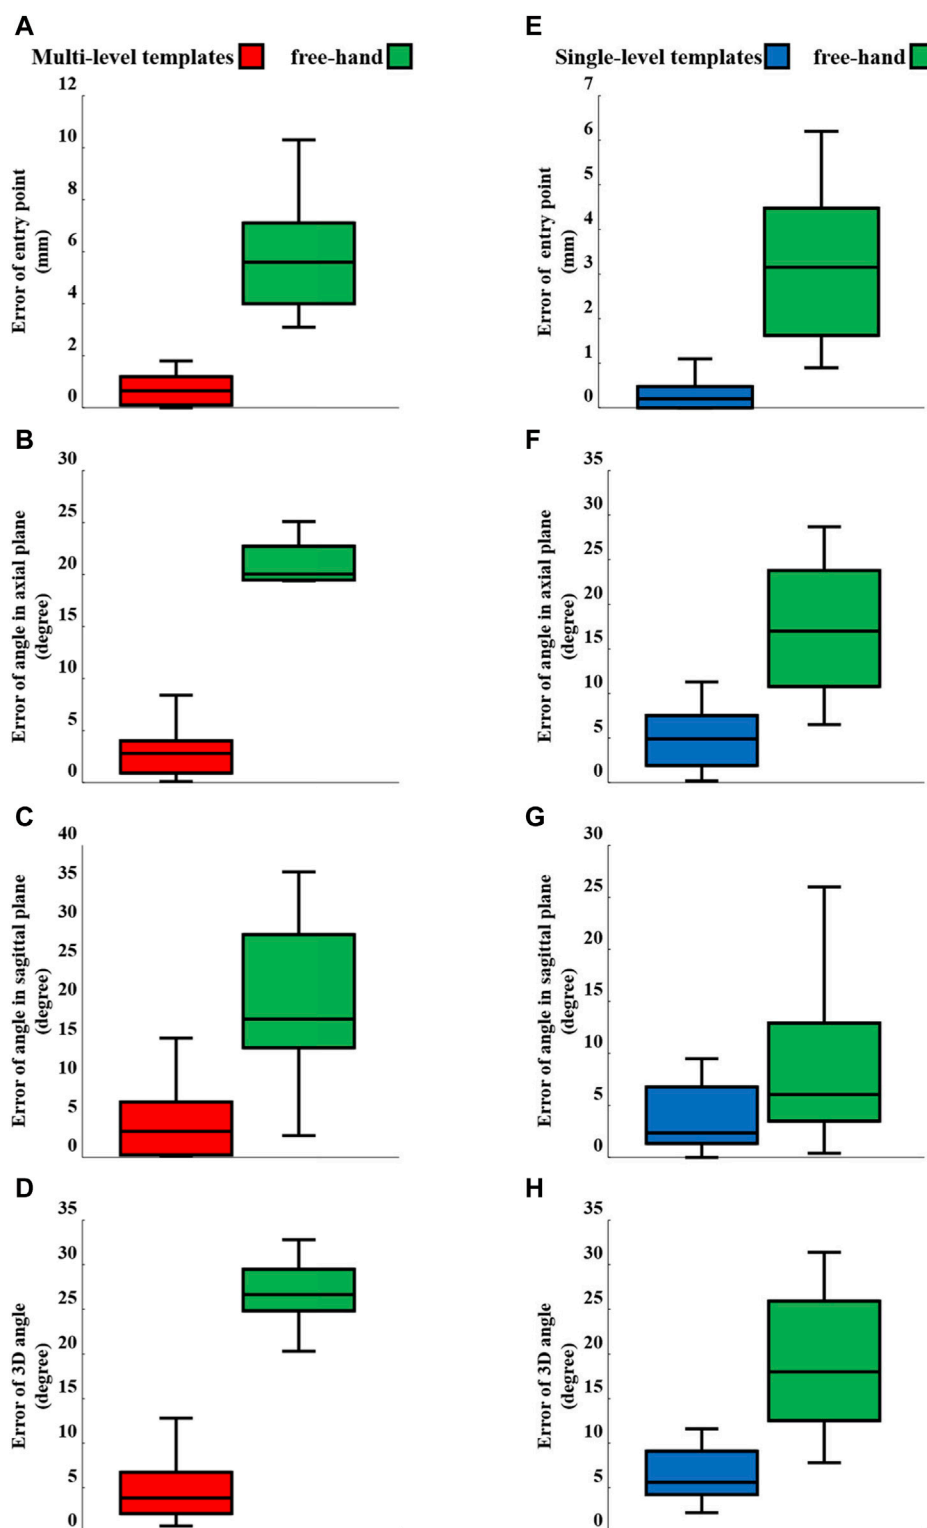 A
Multi-level templates free-hand
12
10
8
6
4
2
0
Error of entry point
(mm)
E
Single-level templates free-hand
7
6
5
4
3
2
1
0
Error of entry point
(mm)
B
30
25
20
15
10
5
0
Error of angle in axial plane
(degree)
F
35
30
25
20
15
10
5
0
Error of angle in axial plane
(degree)
C
40
35
30
25
20
15
10
5
0
Error of angle in sagittal plane
(degree)
G
30
25
20
15
10
5
0
Error of angle in sagittal plane
(degree)
D
35
30
25
20
15
10
5
0
Error of 3D angle
(degree)
H
35
30
25
20
15
10
5
0
Error of 3D angle
(degree)